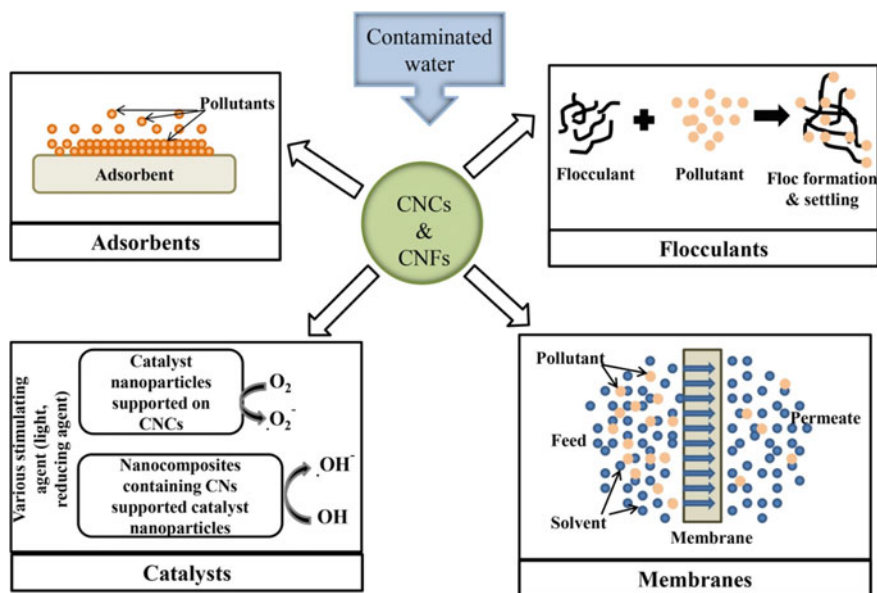 Contaminated
water
Pollutants
Adsorbent
Adsorbents
Flocculant
Pollutant
Floc formation
& settling
Flocculants
CNCs
&
CNFs
Various stimulating
agent (light,
reducing agent)
Catalyst
nanoparticles
supported on
CNCs
O₂
.O₂⁻
Nanocomposites
containing CNs
supported catalyst
nanoparticles
.OH⁻
OH
Catalysts
Pollutant
Feed
Solvent
Permeate
Membrane
Membranes